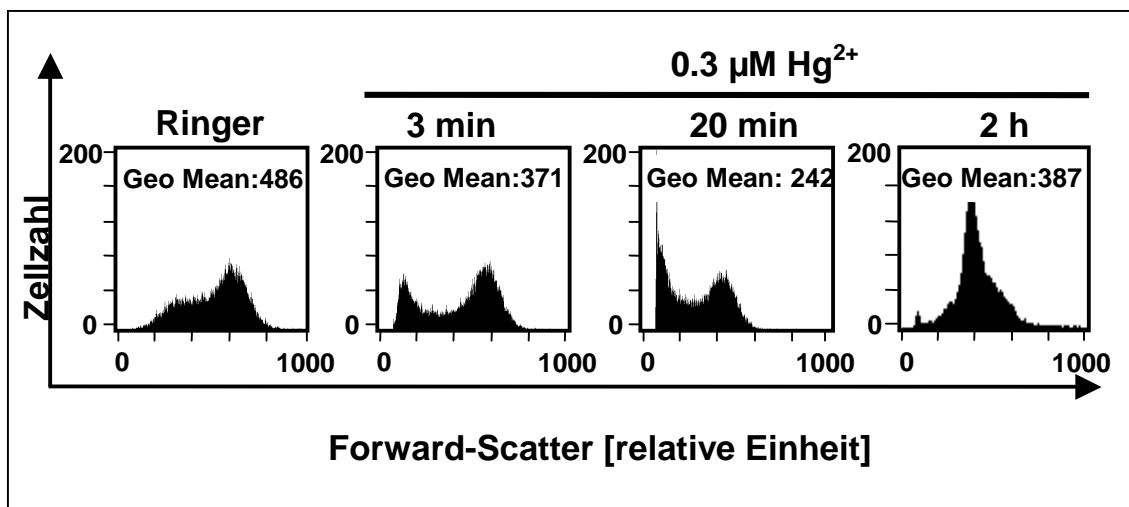 0.3 µM Hg2+
Ringer
3 min
20 min
2 h
Zellzahl
200
Geo Mean:486
0
0
1000
200
Geo Mean:371
0
0
1000
200
Geo Mean: 242
0
0
1000
200
Geo Mean:387
0
0
1000
Forward-Scatter [relative Einheit]